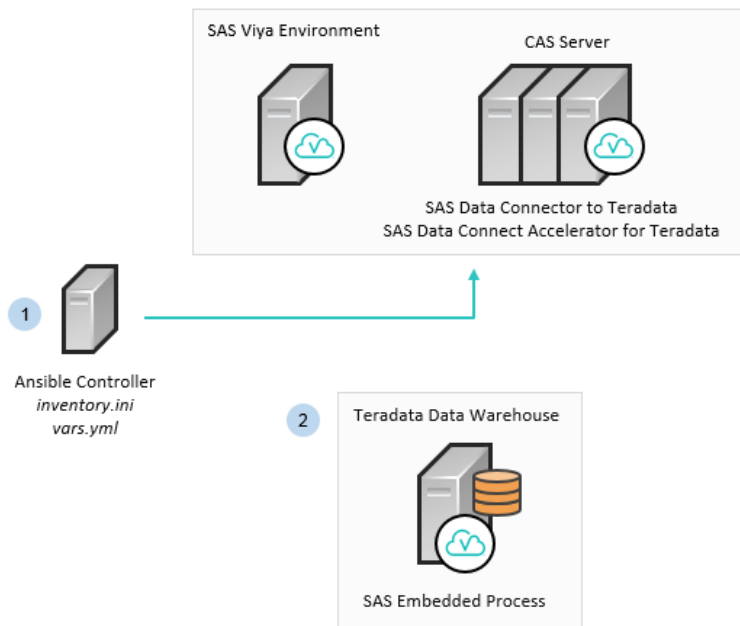 SAS Viya Environment
CAS Server
SAS Data Connector to Teradata
SAS Data Connect Accelerator for Teradata
1
Ansible Controller
inventory.ini
vars.yml
2
Teradata Data Warehouse
SAS Embedded Process